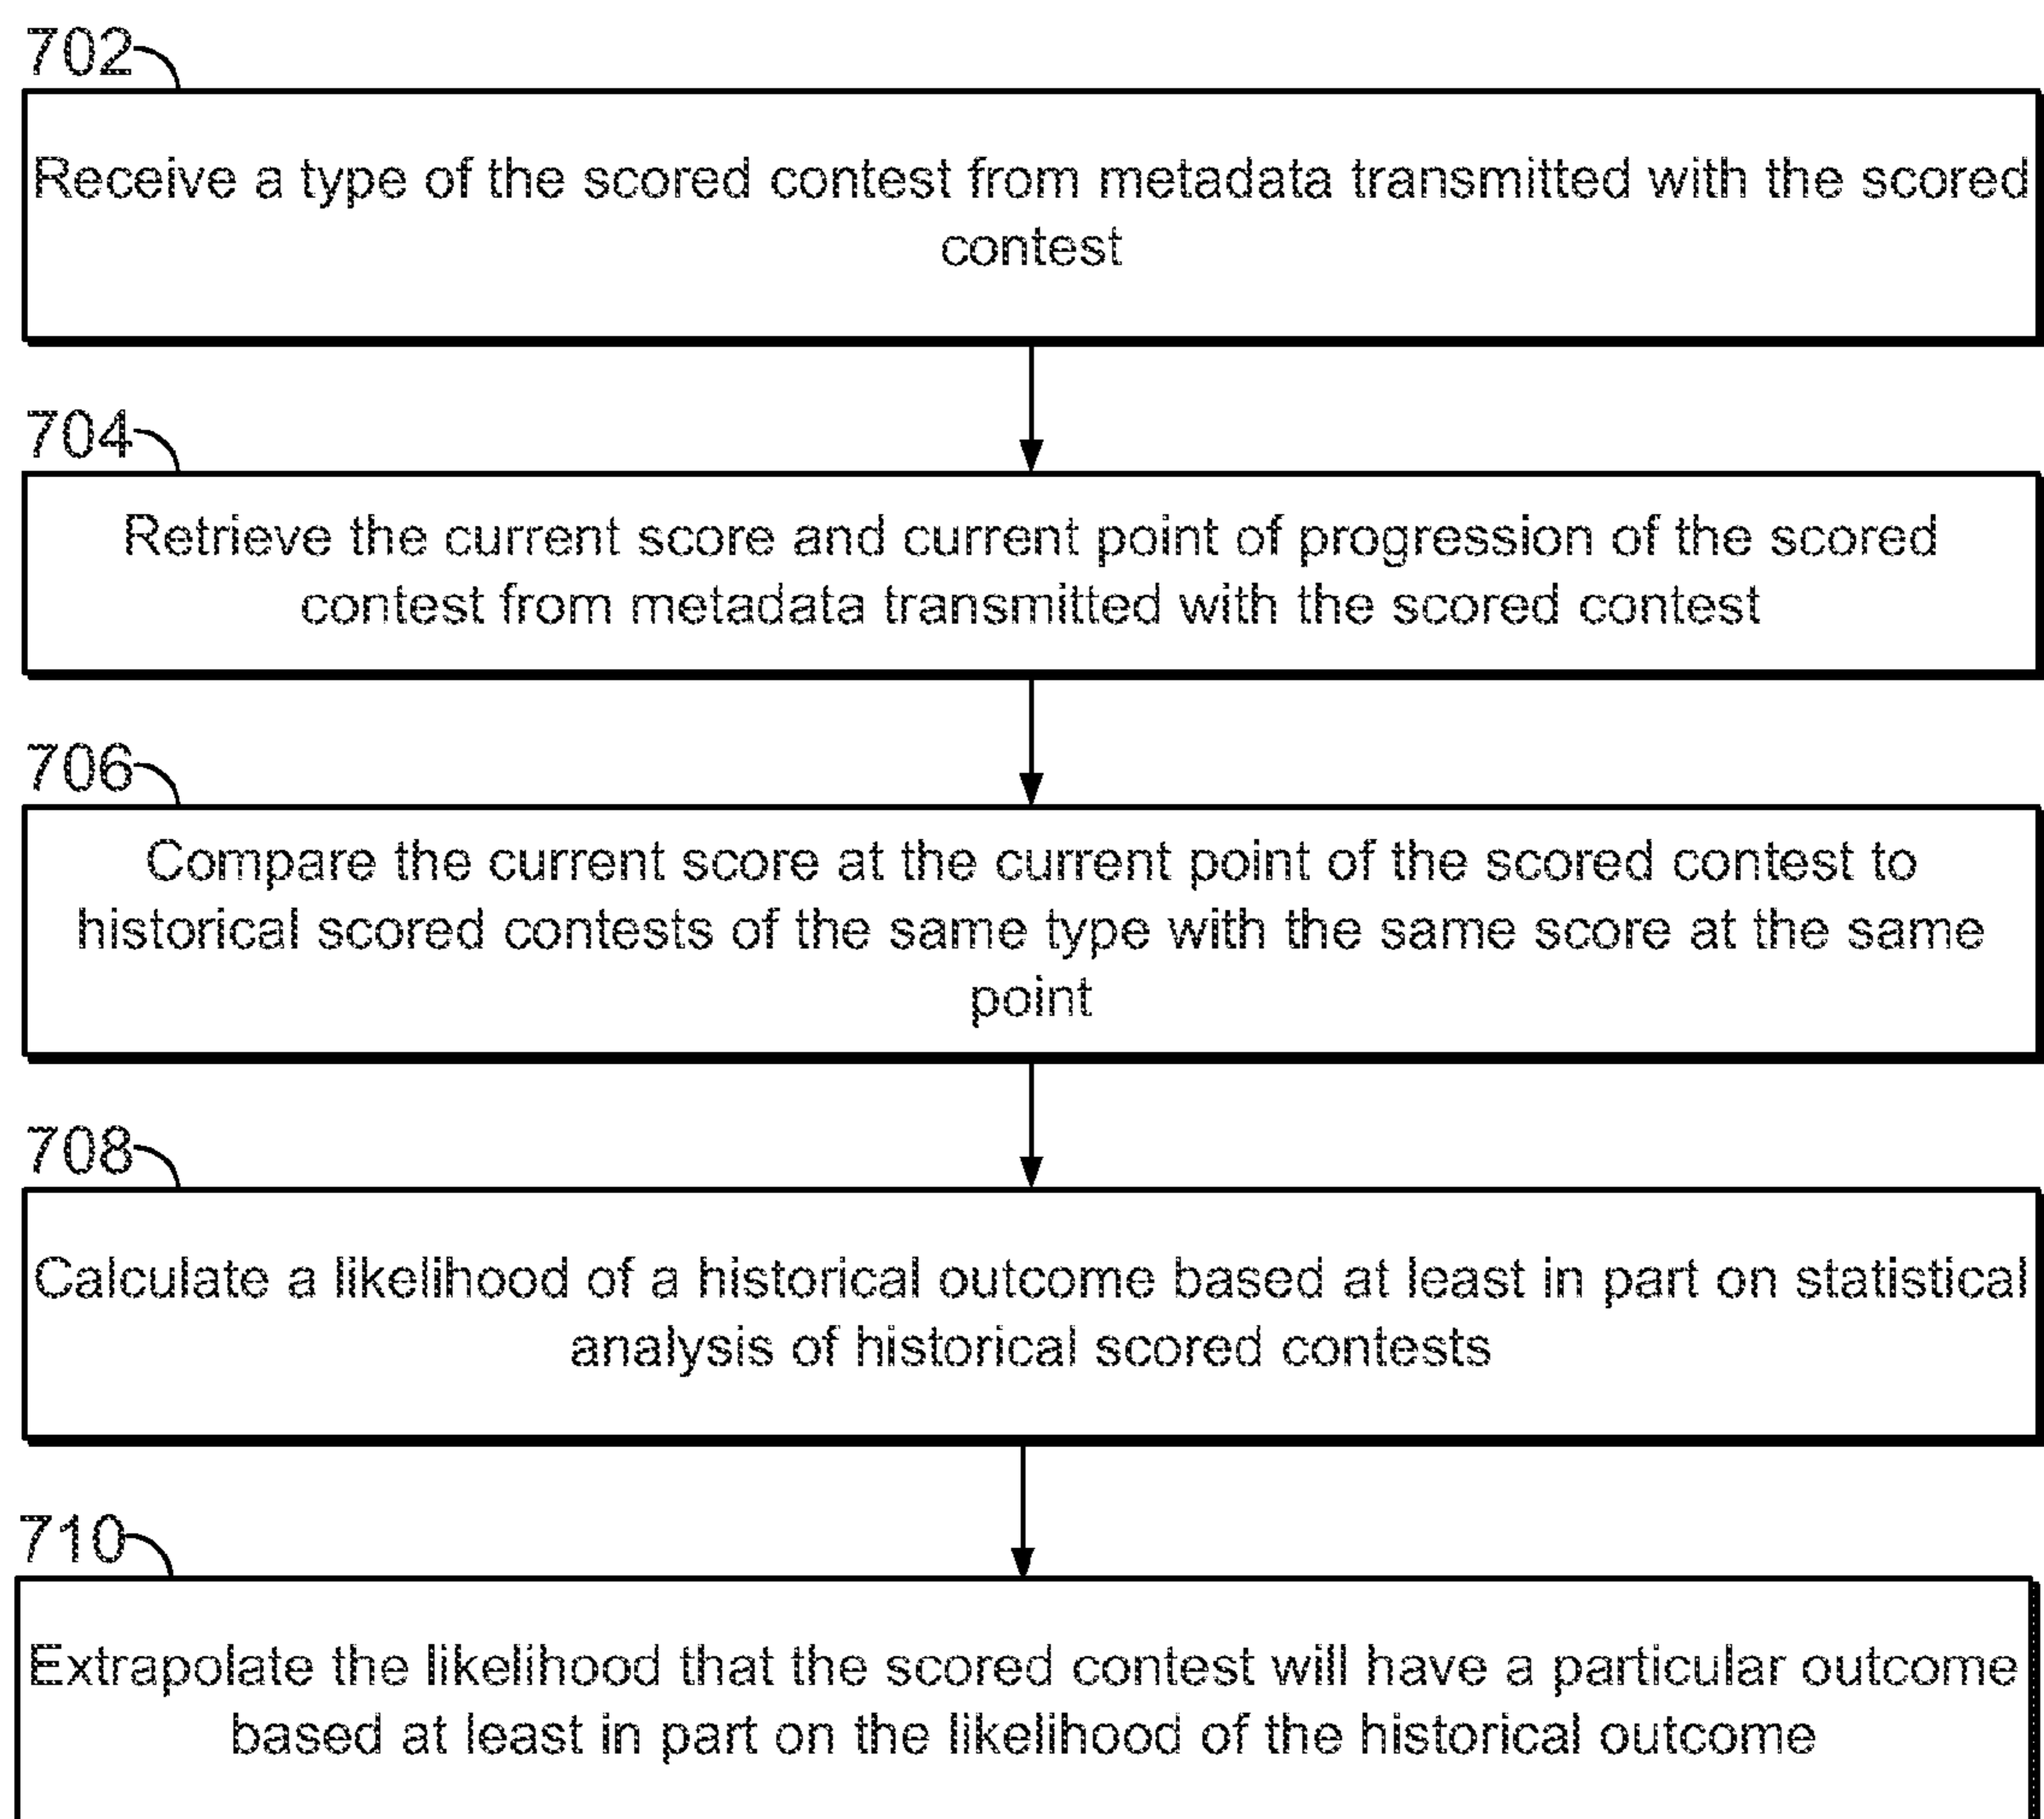 702
Receive a type of the scored contest from metadata transmitted with the scored
contest
704
Retrieve the current score and current point of progression of the scored
contest from metadata transmitted with the scored contest
706
Compare the current score at the current point of the scored contest to
historical scored contests of the same type with the same score at the same
point
708
Calculate a likelihood of a historical outcome based at least in part on statistical
analysis of historical scored contests
710
Extrapolate the likelihood that the scored contest will have a particular outcome
based at least in part on the likelihood of the historical outcome